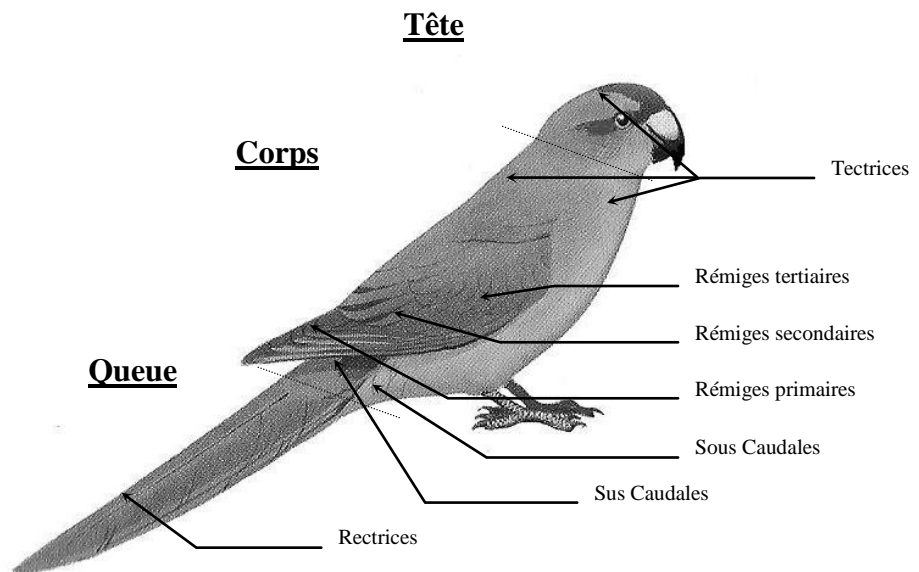 Tête
Corps
Tectrices
Rémiges tertiaires
Rémiges secondaires
Queue
Rémiges primaires
Sous Caudales
Sus Caudales
Rectrices